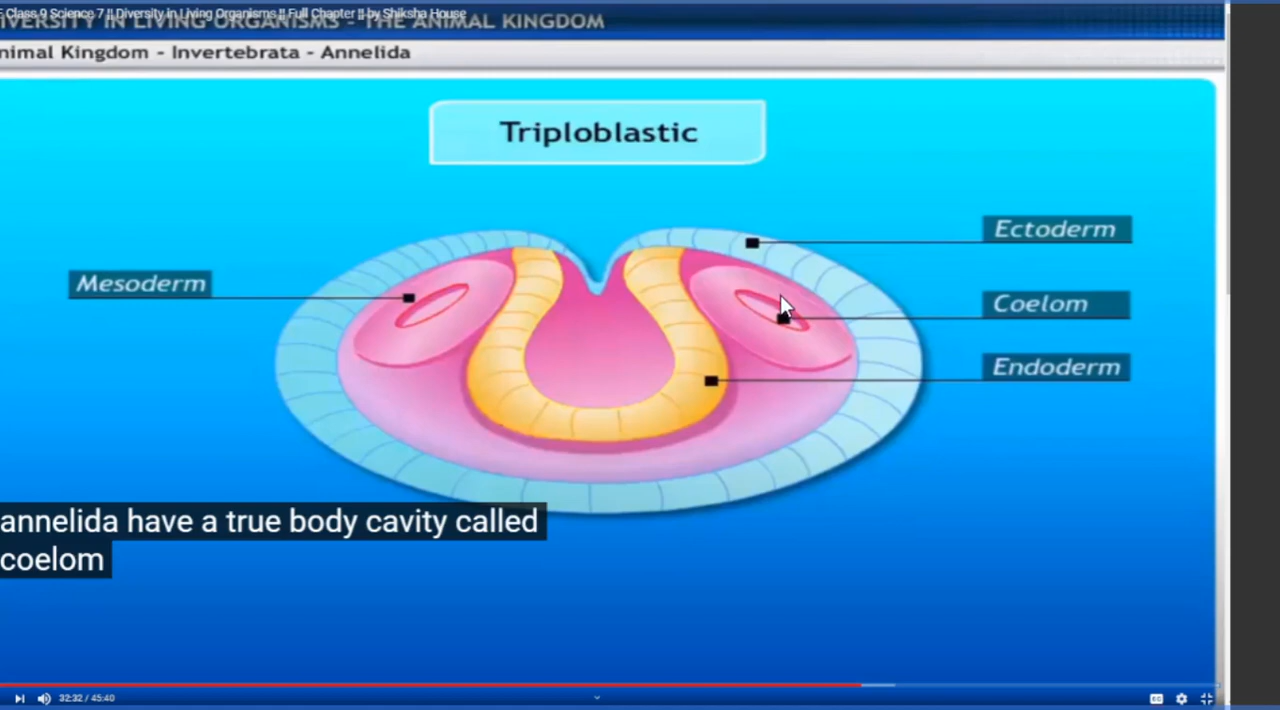 Class 9 Science 7 || Diversity in Living Organisms || Full Chapter || by Shiksha House
IVERSITY IN LIVING ORGANISMS - THE ANIMAL KINGDOM
nimal Kingdom - Invertebrata - Annelida
Triploblastic
Ectoderm
Mesoderm
Coelom
Endoderm
annelida have a true body cavity called
coelom
32:32 / 45:40